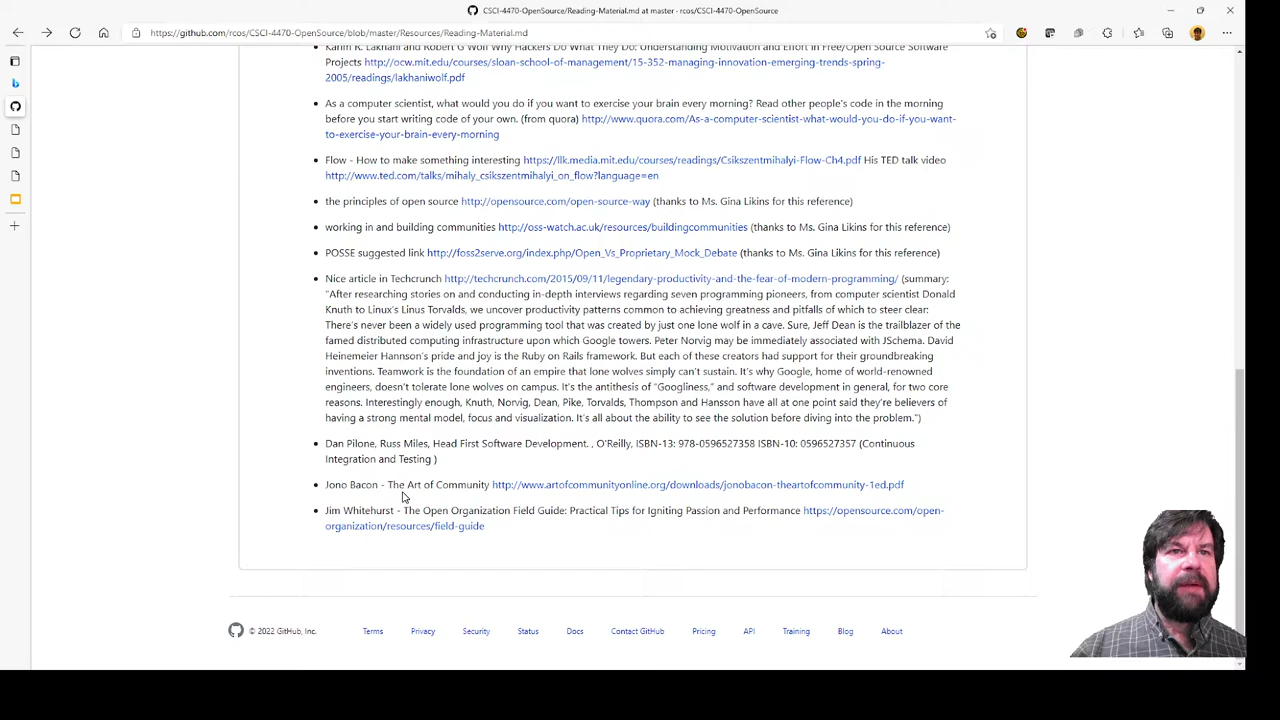 CSCI-4470-OpenSource/Reading-Material.md at master · rcos/CSCI-4470-OpenSource
https://github.com/rcos/CSCI-4470-OpenSource/blob/master/Resources/Reading-Material.md
Karim R. Lakhani and Robert G Wolf Why Hackers Do What They Do: Understanding Motivation and Effort in Free/Open Source Software
Projects http://ocw.mit.edu/courses/sloan-school-of-management/15-352-managing-innovation-emerging-trends-spring-
2005/readings/lakhaniwolf.pdf
As a computer scientist, what would you do if you want to exercise your brain every morning? Read other people's code in the morning
before you start writing code of your own. (from quora) http://www.quora.com/As-a-computer-scientist-what-would-you-do-if-you-want-
to-exercise-your-brain-every-morning
Flow - How to make something interesting https://llk.media.mit.edu/courses/readings/Csikszentmihalyi-Flow-Ch4.pdf His TED talk video
http://www.ted.com/talks/mihaly_csikszentmihalyi_on_flow?language=en
the principles of open source http://opensource.com/open-source-way (thanks to Ms. Gina Likins for this reference)
working in and building communities http://oss-watch.ac.uk/resources/buildingcommunities (thanks to Ms. Gina Likins for this reference)
POSSE suggested link http://foss2serve.org/index.php/Open_Vs_Proprietary_Mock_Debate (thanks to Ms. Gina Likins for this reference)
Nice article in Techcrunch http://techcrunch.com/2015/09/11/legendary-productivity-and-the-fear-of-modern-programming/ (summary:
"After researching stories on and conducting in-depth interviews regarding seven programming pioneers, from computer scientist Donald
Knuth to Linux's Linus Torvalds, we uncover productivity patterns common to achieving greatness and pitfalls of which to steer clear:
There's never been a widely used programming tool that was created by just one lone wolf in a cave. Sure, Jeff Dean is the trailblazer of the
famed distributed computing infrastructure upon which Google towers. Peter Norvig may be immediately associated with JSchema. David
Heinemeier Hannson's pride and joy is the Ruby on Rails framework. But each of these creators had support for their groundbreaking
inventions. Teamwork is the foundation of an empire that lone wolves simply can't sustain. It's why Google, home of world-renowned
engineers, doesn't tolerate lone wolves on campus. It's the antithesis of "Googliness," and software development in general, for two core
reasons. Interestingly enough, Knuth, Norvig, Dean, Pike, Torvalds, Thompson and Hansson have all at one point said they're believers of
having a strong mental model, focus and visualization. It's all about the ability to see the solution before diving into the problem.")
Dan Pilone, Russ Miles, Head First Software Development. , O'Reilly, ISBN-13: 978-0596527358 ISBN-10: 0596527357 (Continuous
Integration and Testing )
Jono Bacon - The Art of Community http://www.artofcommunityonline.org/downloads/jonobacon-theartofcommunity-1ed.pdf
Jim Whitehurst - The Open Organization Field Guide: Practical Tips for Igniting Passion and Performance https://opensource.com/open-
organization/resources/field-guide
© 2022 GitHub, Inc. Terms Privacy Security Status Docs Contact GitHub Pricing API Training Blog About